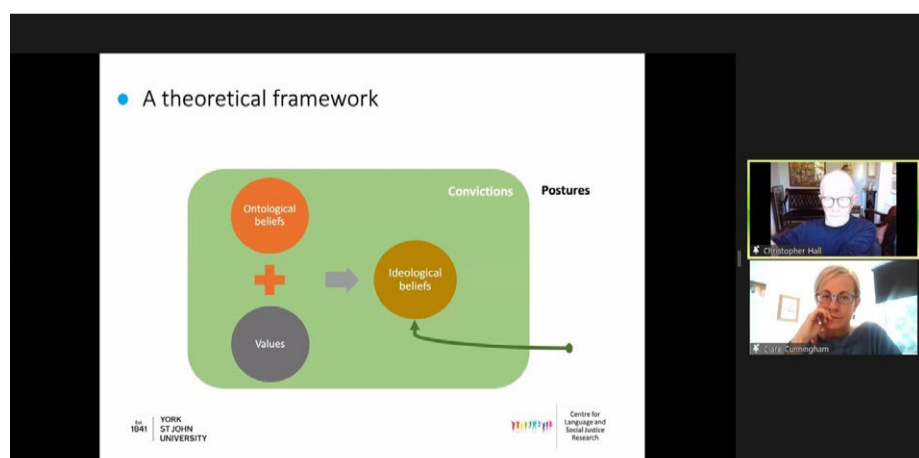 A theoretical framework
Convictions
Postures
Ontological
beliefs
Ideological
beliefs
Values
Est.
1841
YORK
ST JOHN
UNIVERSITY
Centre for
Language and
Social Justice
Research
Christopher Hall
Clare Cunningham